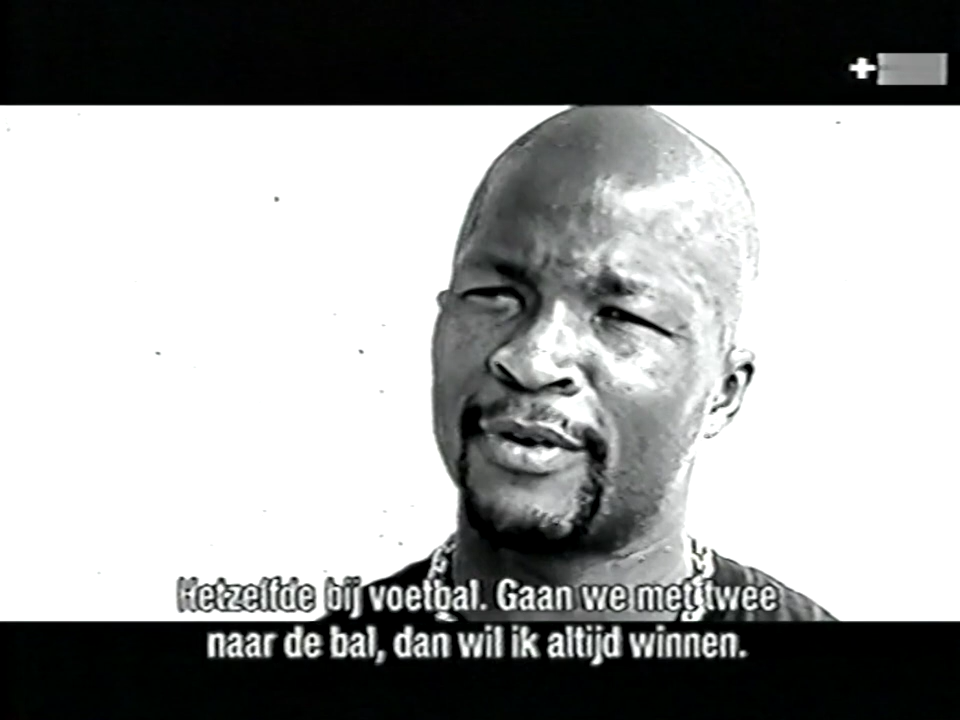 Hetzelfde bij voetbal. Gaan we met twee
naar de bal, dan wil ik altijd winnen.